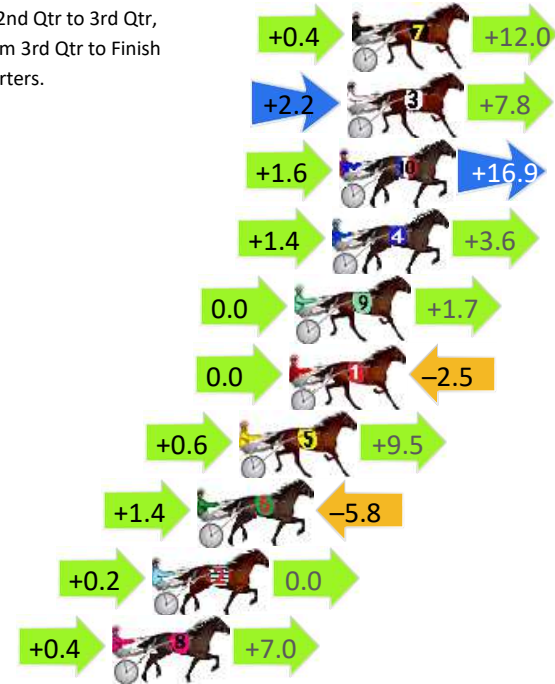 2nd Qtr to 3rd Qtr,
m 3rd Qtr to Finish
rters.
+0.4 7 +12.0
+2.2 3 +7.8
+1.6 10 +16.9
+1.4 4 +3.6
0.0 9 +1.7
0.0 1 –2.5
+0.6 5 +9.5
+1.4 6 –5.8
+0.2 2 0.0
+0.4 8 +7.0